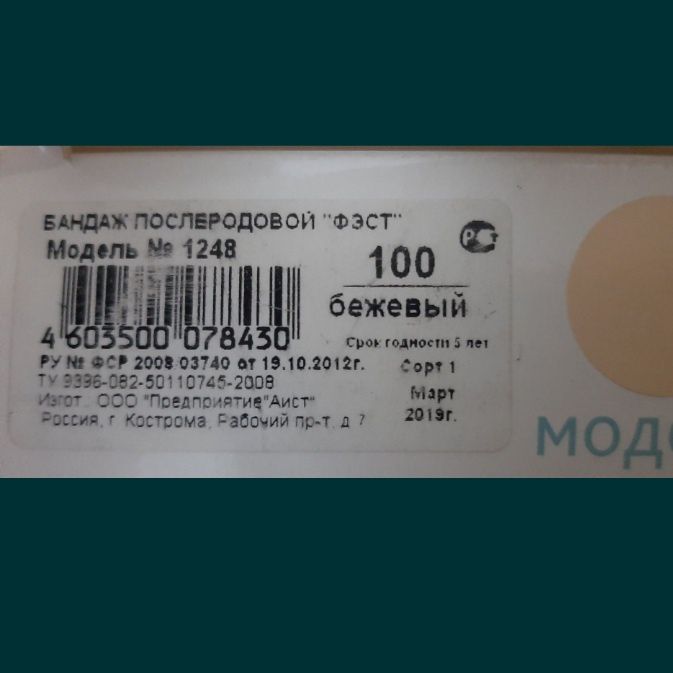 БАНДАЖ ПОСЛЕРОДОВОЙ "ФЭСТ"
Модель № 1248
РСТ
100
бежевый
4 603500 078430
Срок годности 5 лет
РУ № ФСР 2008/03740 от 19.10.2012г.
Сорт 1
ТУ 9396-082-50110745-2008
Март
Изгот.: ООО "Предприятие"Аист"
2019г.
Россия, г. Кострома, Рабочий пр-т, д 7
МОД